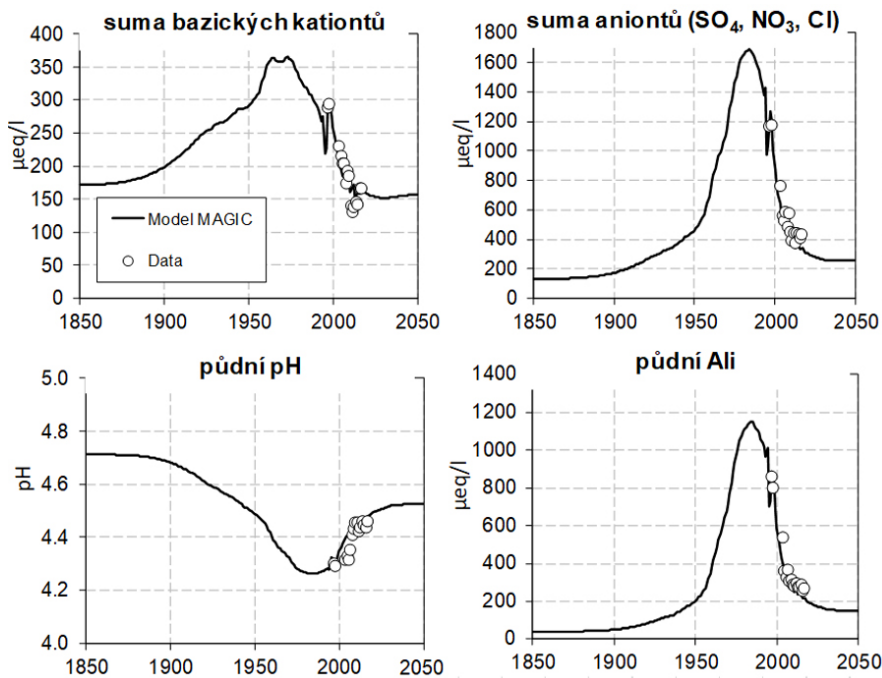 suma bazických kationtů
µeq/l
400
350
300
250
200
150
100
50
0
Model MAGIC
Data
1850 1900 1950 2000 2050
suma aniontů (SO₄, NO₃, Cl)
µeq/l
1800
1600
1400
1200
1000
800
600
400
200
0
1850 1900 1950 2000 2050
půdní pH
pH
5.0
4.8
4.6
4.4
4.2
4.0
1850 1900 1950 2000 2050
půdní Ali
µeq/l
1400
1200
1000
800
600
400
200
0
1850 1900 1950 2000 2050